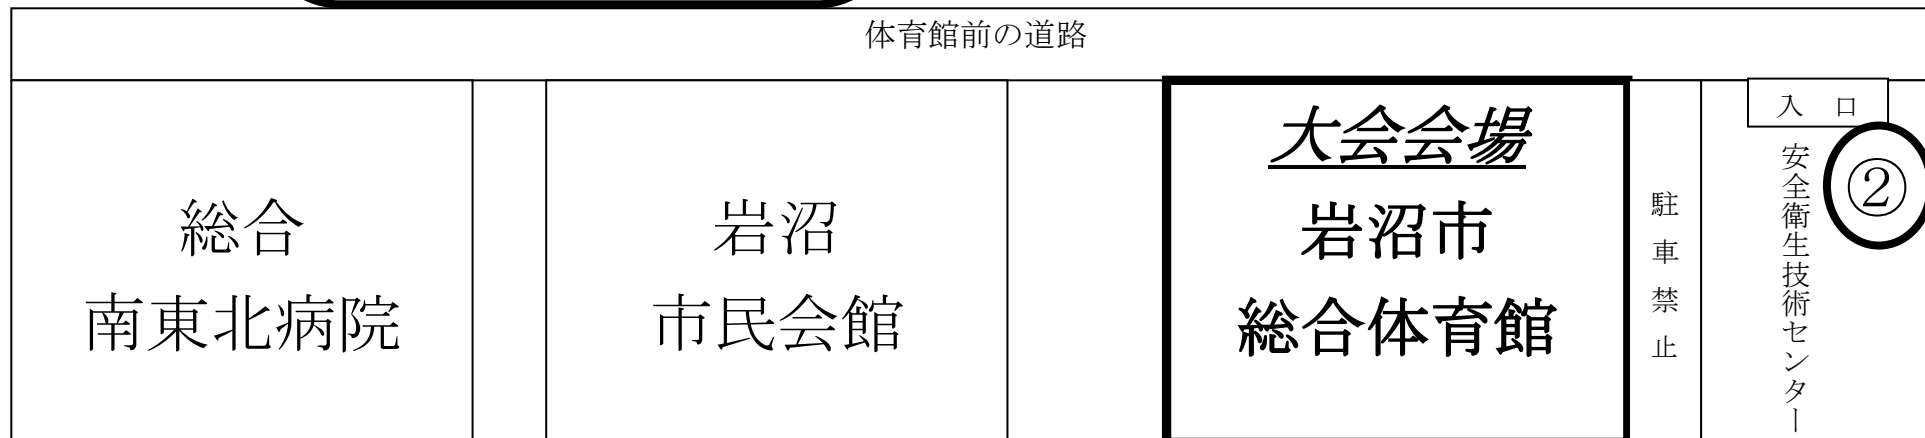 体育館前の道路
総合
南東北病院
岩沼
市民会館
大会会場
岩沼市
総合体育館
駐車禁止
入 口
安全衛生技術センター
②